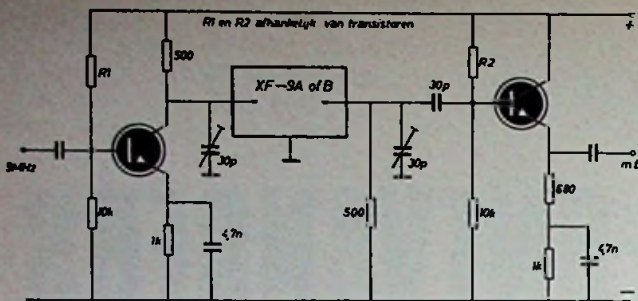 R1 en R2 afhankelyk van transistoren
+
R1
500
XF-9A of B
30p
R2
9MHz
30p
30p
680
10k
1k
4,7n
500
10k
1k
4,7n
—